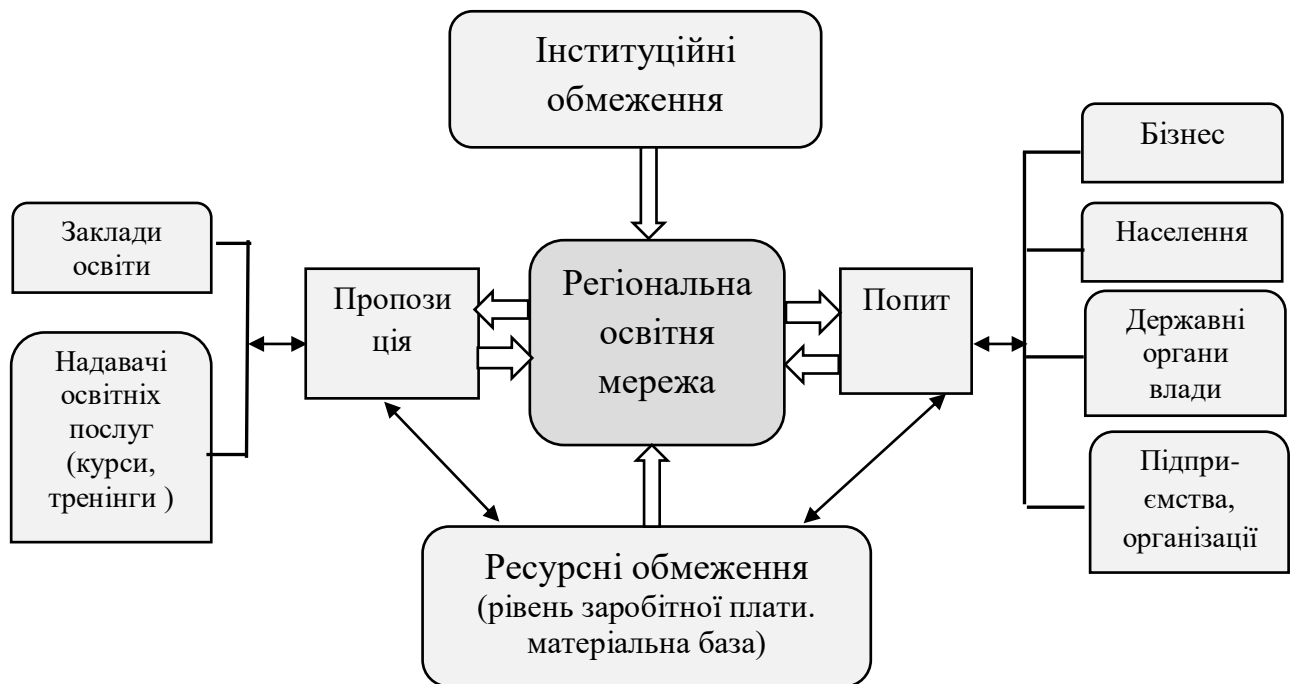 Інституційні
обмеження
Заклади
освіти
Надавачі
освітніх
послуг
(курси,
тренінги )
Пропози
ція
Регіональна
освітня
мережа
Попит
Бізнес
Населення
Державні
органи
влади
Підпри-
ємства,
організації
Ресурсні обмеження
(рівень заробітної плати.
матеріальна база)